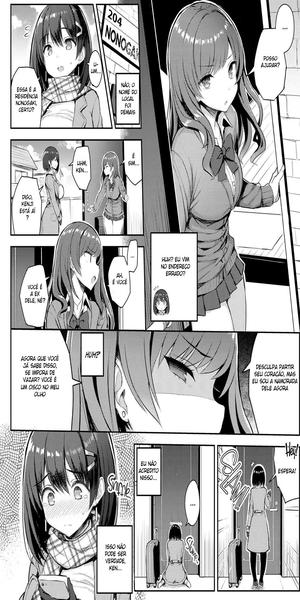 ...
POSSO
AJUDAR?
204
NONOGA
U-
UM...
NÃO, O NOME
DO LOCAL
FOI
DEMAIS
ESSA É A
RESIDÊNCIA
NONOSAKI,
CERTO?
É
SIM...
UHM,
KEN...
DIGO,
KENJI
ESTÁ AÍ
?
HUH? EU VIM
NO ENDEREÇO
ERRADO?
...
AH,
É VOCÊ
VOCÊ
É A EX
DELE, NÉ?
DESCULPA PARTIR
SEU CORAÇÃO, MAS
EU SOU A NAMORADA
DELE AGORA
HUH?
AGORA QUE VOCÊ
JÁ SABE DISSO,
SE IMPORA DE
VAZAR? VOCÊ É
UM CISCO NO MEU
OLHO
ESPERA!
EU NÃO
ACREDITO
NISSO...
ISSO NÃO
PODE SER
VERDADE,
KEN...